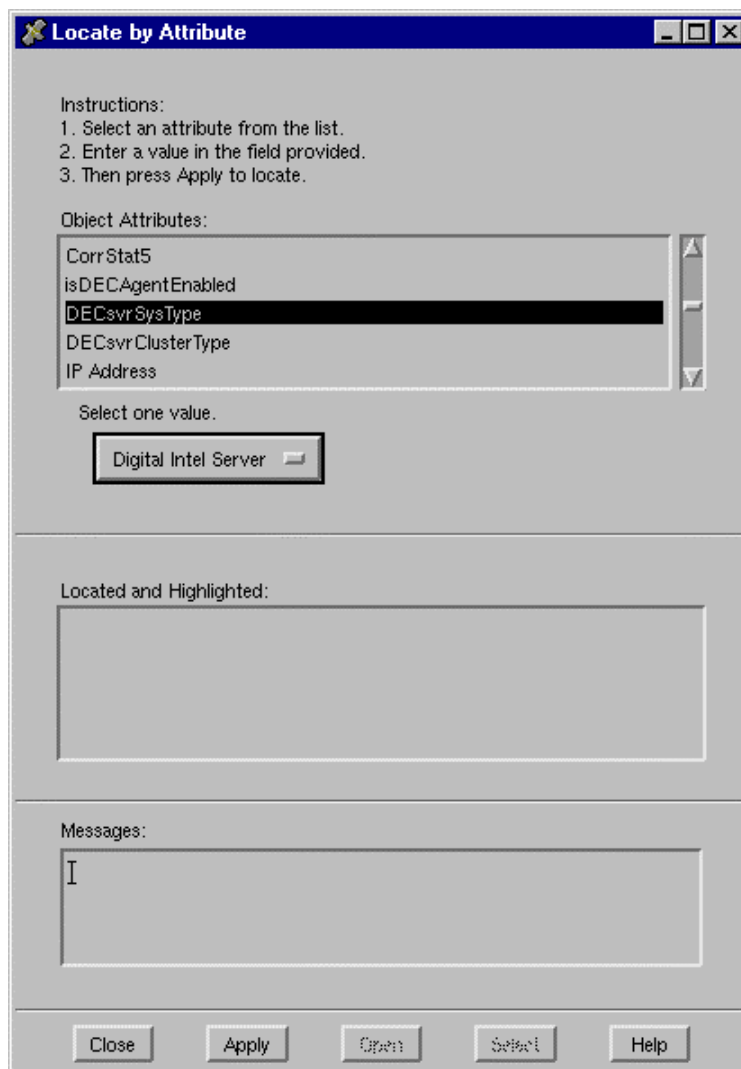 Locate by Attribute
Instructions:
1. Select an attribute from the list.
2. Enter a value in the field provided.
3. Then press Apply to locate.
Object Attributes:
CorrStat5
isDECAgentEnabled
DECsvrSysType
DECsvrClusterType
IP Address
Select one value.
Digital Intel Server
Located and Highlighted:
Messages:
Close Apply Open Select Help